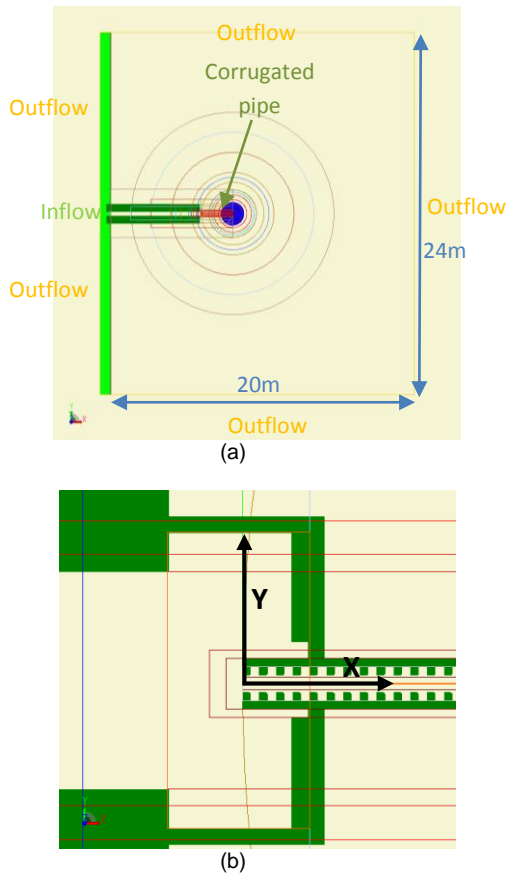 Outflow
Corrugated
pipe
Outflow
Inflow
Outflow
24m
Outflow
20m
Outflow
Y
X
(a)
Y
X
Y
X
(b)